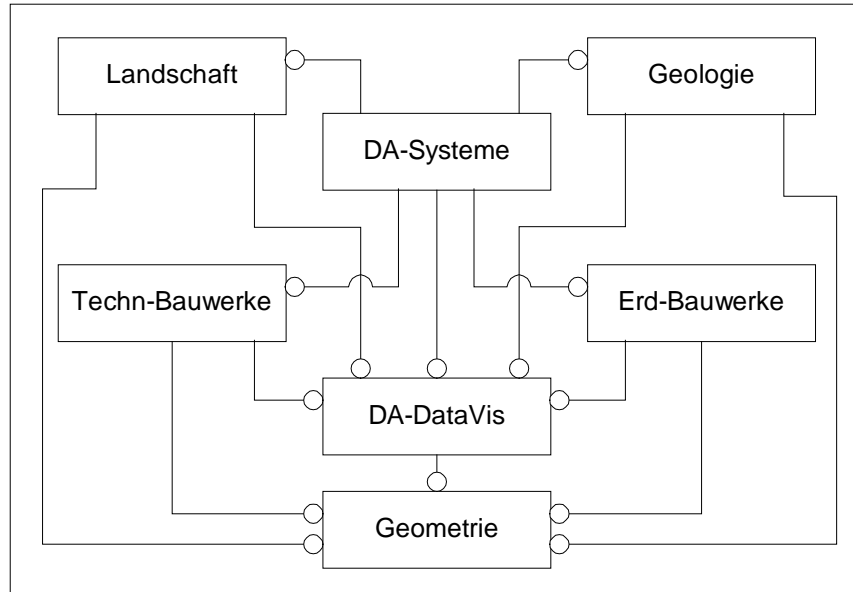 Landschaft
Geologie
DA-Systeme
Techn-Bauwerke
Erd-Bauwerke
DA-DataVis
Geometrie